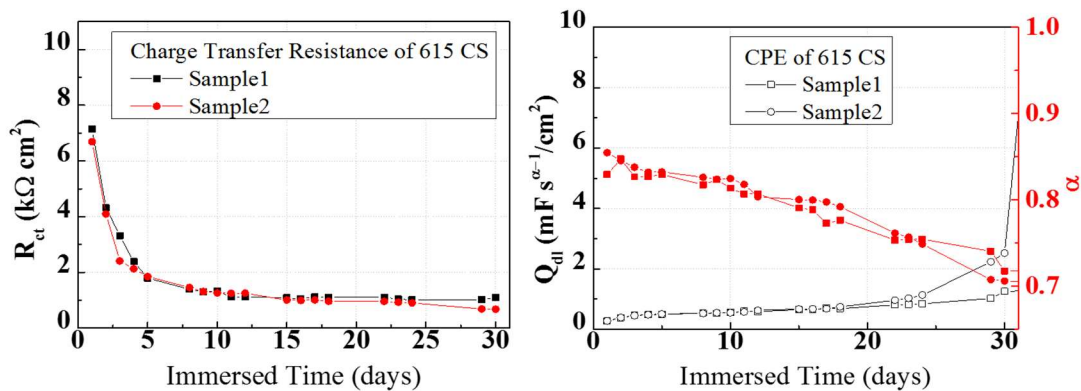 10
8
6
4
2
0
R_ct (kΩ cm²)
Charge Transfer Resistance of 615 CS
Sample1
Sample2
0 5 10 15 20 25 30
Immersed Time (days)
10
8
6
4
2
0
Q_dl (mF s^α−1/cm²)
CPE of 615 CS
Sample1
Sample2
1.0
0.9
0.8
0.7
α
0 5 10 15 20 25 30
Immersed Time (days)